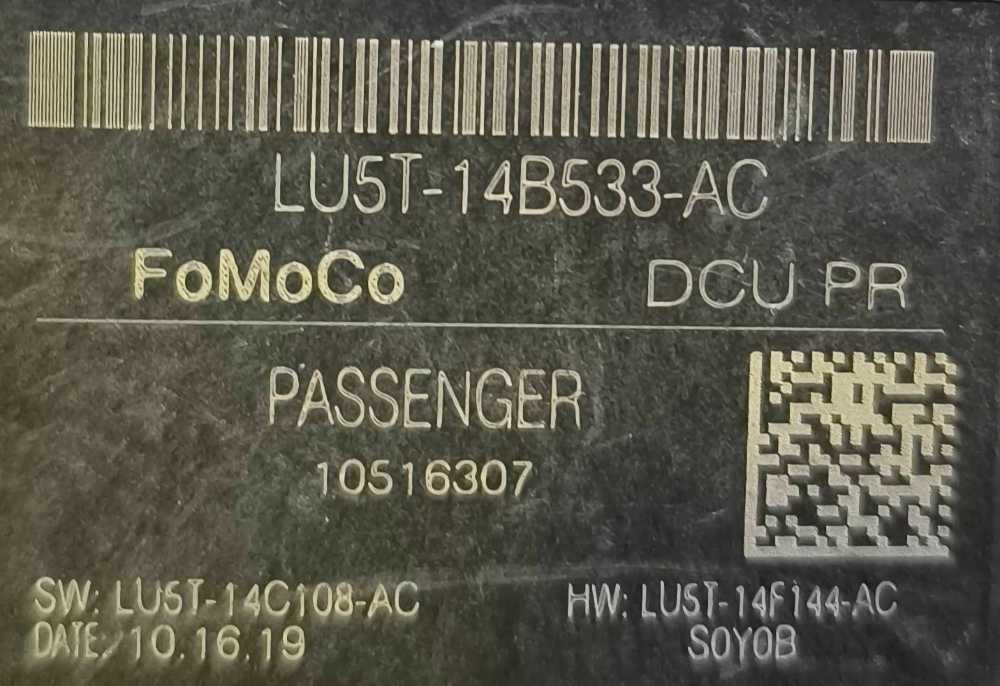 LU5T-14B533-AC
FoMoCo DCU PR
PASSENGER
10516307
SW: LU5T-14C108-AC HW: LU5T-14F144-AC
DATE: 10.16.19 S0Y0B